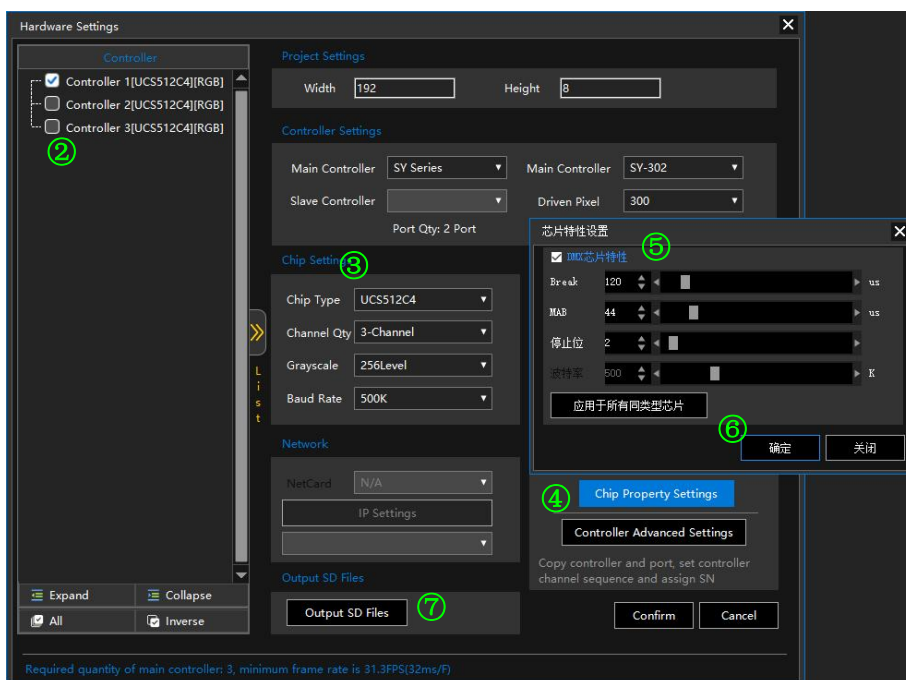 Hardware Settings
Controller
Controller 1[UCS512C4][RGB]
Controller 2[UCS512C4][RGB]
Controller 3[UCS512C4][RGB]
②
Expand
Collapse
All
Inverse
List
Project Settings
Width 192 Height 8
Controller Settings
Main Controller SY Series Main Controller SY-302
Slave Controller Driven Pixel 300
Port Qty: 2 Port
Chip Settings
③
Chip Type UCS512C4
Channel Qty 3-Channel
Grayscale 256Level
Baud Rate 500K
Network
NetCard N/A
IP Settings
Output SD Files
Output SD Files
⑦
芯片特性设置
⑤
DMX芯片特性
Break 120 us
MAB 44 us
停止位 2
波特率 500 K
应用于所有同类型芯片
⑥
确定 关闭
④
Chip Property Settings
Controller Advanced Settings
Copy controller and port, set controller
channel sequence and assign SN
Confirm Cancel
Required quantity of main controller: 3, minimum frame rate is 31.3FPS(32ms/F)